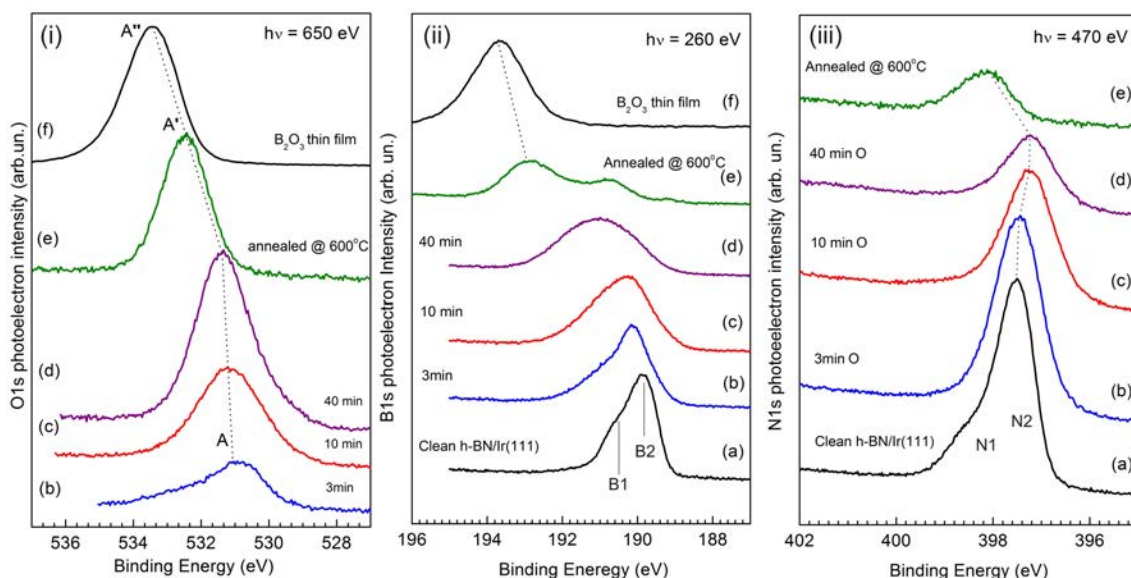 (i)
hν = 650 eV
A"
(f)
B₂O₃ thin film
A'
(e)
annealed @ 600°C
(d)
40 min
(c)
10 min
A
(b)
3min
536 534 532 530 528
Binding Energy (eV)
O1s photoelectron intensity (arb.un.)
(ii)
hν = 260 eV
B₂O₃ thin film
(f)
Annealed @ 600°C
(e)
40 min
(d)
10 min
(c)
3min
(b)
Clean h-BN/Ir(111)
B2
B1
(a)
196 194 192 190 188
Binding Eneregy (eV)
B1s photoelectron intensity (arb. un.)
(iii)
hν = 470 eV
Annealed @ 600°C
(e)
40 min O
(d)
10 min O
(c)
3min O
(b)
Clean h-BN/Ir(111)
N1
N2
(a)
402 400 398 396
Binding Energy (eV)
N1s photoeelectron intensity (arb. un.)